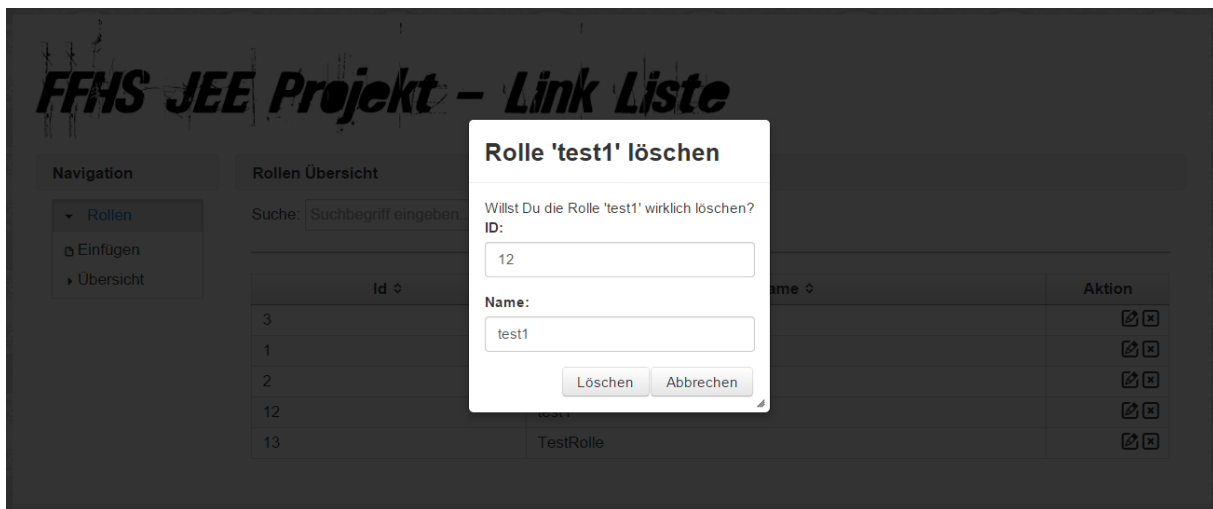 FFHS JEE Projekt - Link Liste
Navigation
Rollen
Einfügen
Übersicht
Rollen Übersicht
Suche: Suchbegriff eingeben
Id
Aktion
3
1
2
12 test1
13 TestRolle
Rolle 'test1' löschen
Willst Du die Rolle 'test1' wirklich löschen?
ID:
12
Name:
test1
Löschen Abbrechen